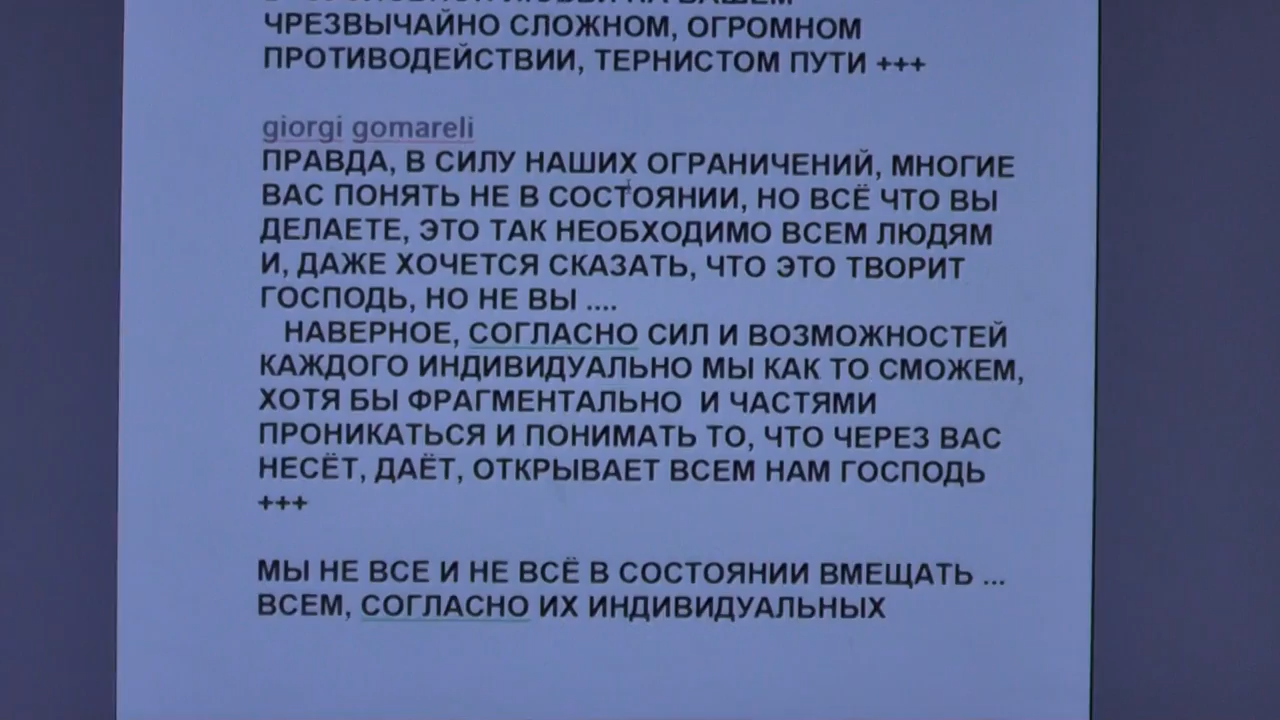 ЧРЕЗВЫЧАЙНО СЛОЖНОМ, ОГРОМНОМ
ПРОТИВОДЕЙСТВИИ, ТЕРНИСТОМ ПУТИ +++
giorgi gomareli
ПРАВДА, В СИЛУ НАШИХ ОГРАНИЧЕНИЙ, МНОГИЕ
ВАС ПОНЯТЬ НЕ В СОСТОЯНИИ, НО ВСЁ ЧТО ВЫ
ДЕЛАЕТЕ, ЭТО ТАК НЕОБХОДИМО ВСЕМ ЛЮДЯМ
И, ДАЖЕ ХОЧЕТСЯ СКАЗАТЬ, ЧТО ЭТО ТВОРИТ
ГОСПОДЬ, НО НЕ ВЫ ....
НАВЕРНОЕ, СОГЛАСНО СИЛ И ВОЗМОЖНОСТЕЙ
КАЖДОГО ИНДИВИДУАЛЬНО МЫ КАК ТО СМОЖЕМ,
ХОТЯ БЫ ФРАГМЕНТАЛЬНО  И ЧАСТЯМИ
ПРОНИКАТЬСЯ И ПОНИМАТЬ ТО, ЧТО ЧЕРЕЗ ВАС
НЕСЁТ, ДАЁТ, ОТКРЫВАЕТ ВСЕМ НАМ ГОСПОДЬ
+++
МЫ НЕ ВСЕ И НЕ ВСЁ В СОСТОЯНИИ ВМЕЩАТЬ ...
ВСЕМ, СОГЛАСНО ИХ ИНДИВИДУАЛЬНЫХ